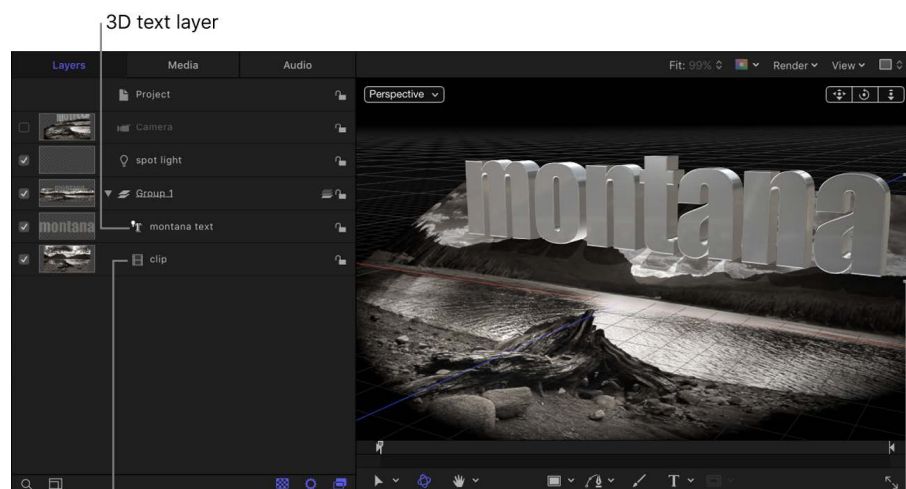 3D text layer
Layers Media Audio Fit: 99% Render View
Project Perspective
Camera
spot light
Group 1
montana montana text
clip
montana
T